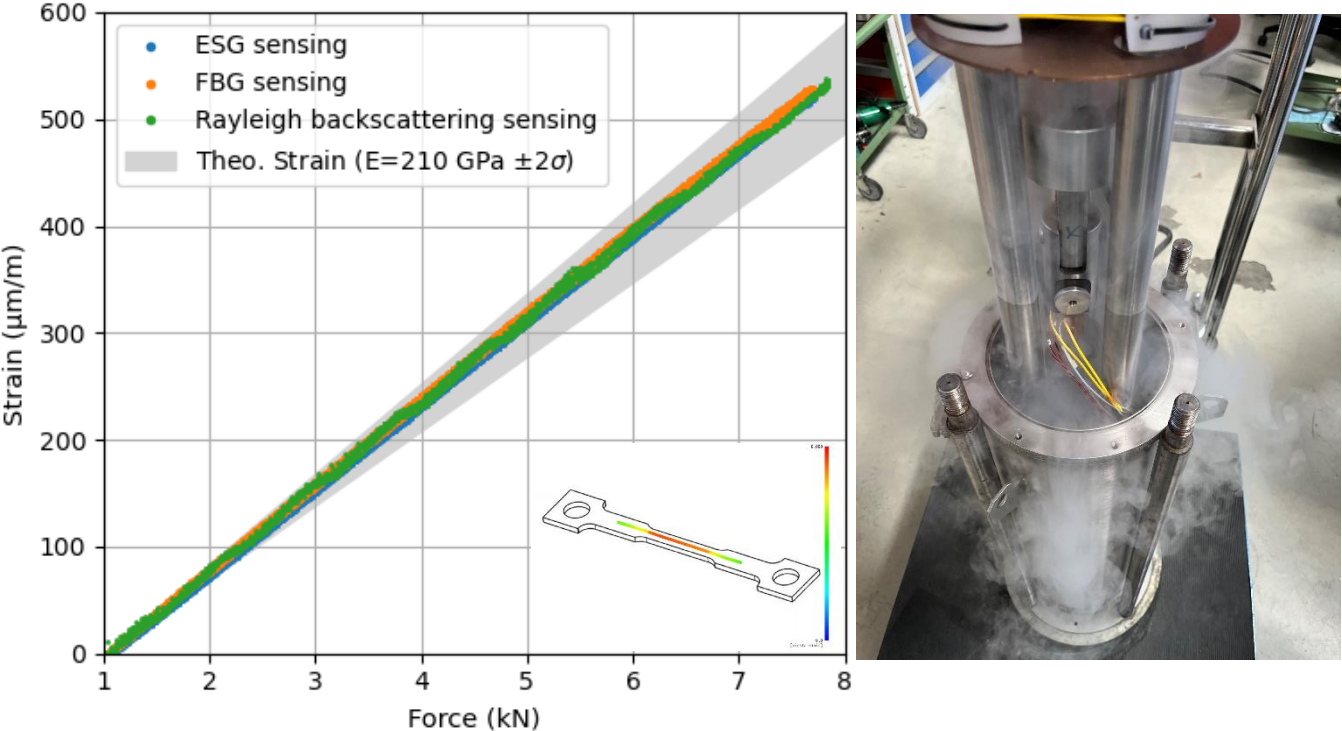 600
500
400
300
200
100
0
Strain (μm/m)
ESG sensing
FBG sensing
Rayleigh backscattering sensing
Theo. Strain (E=210 GPa ±2σ)
1 2 3 4 5 6 7 8
Force (kN)